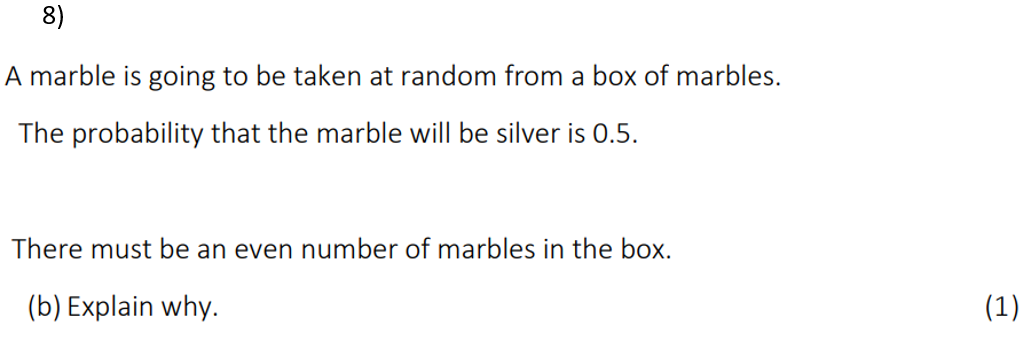 8)
A marble is going to be taken at random from a box of marbles.
The probability that the marble will be silver is 0.5.
There must be an even number of marbles in the box.
(b) Explain why. (1)